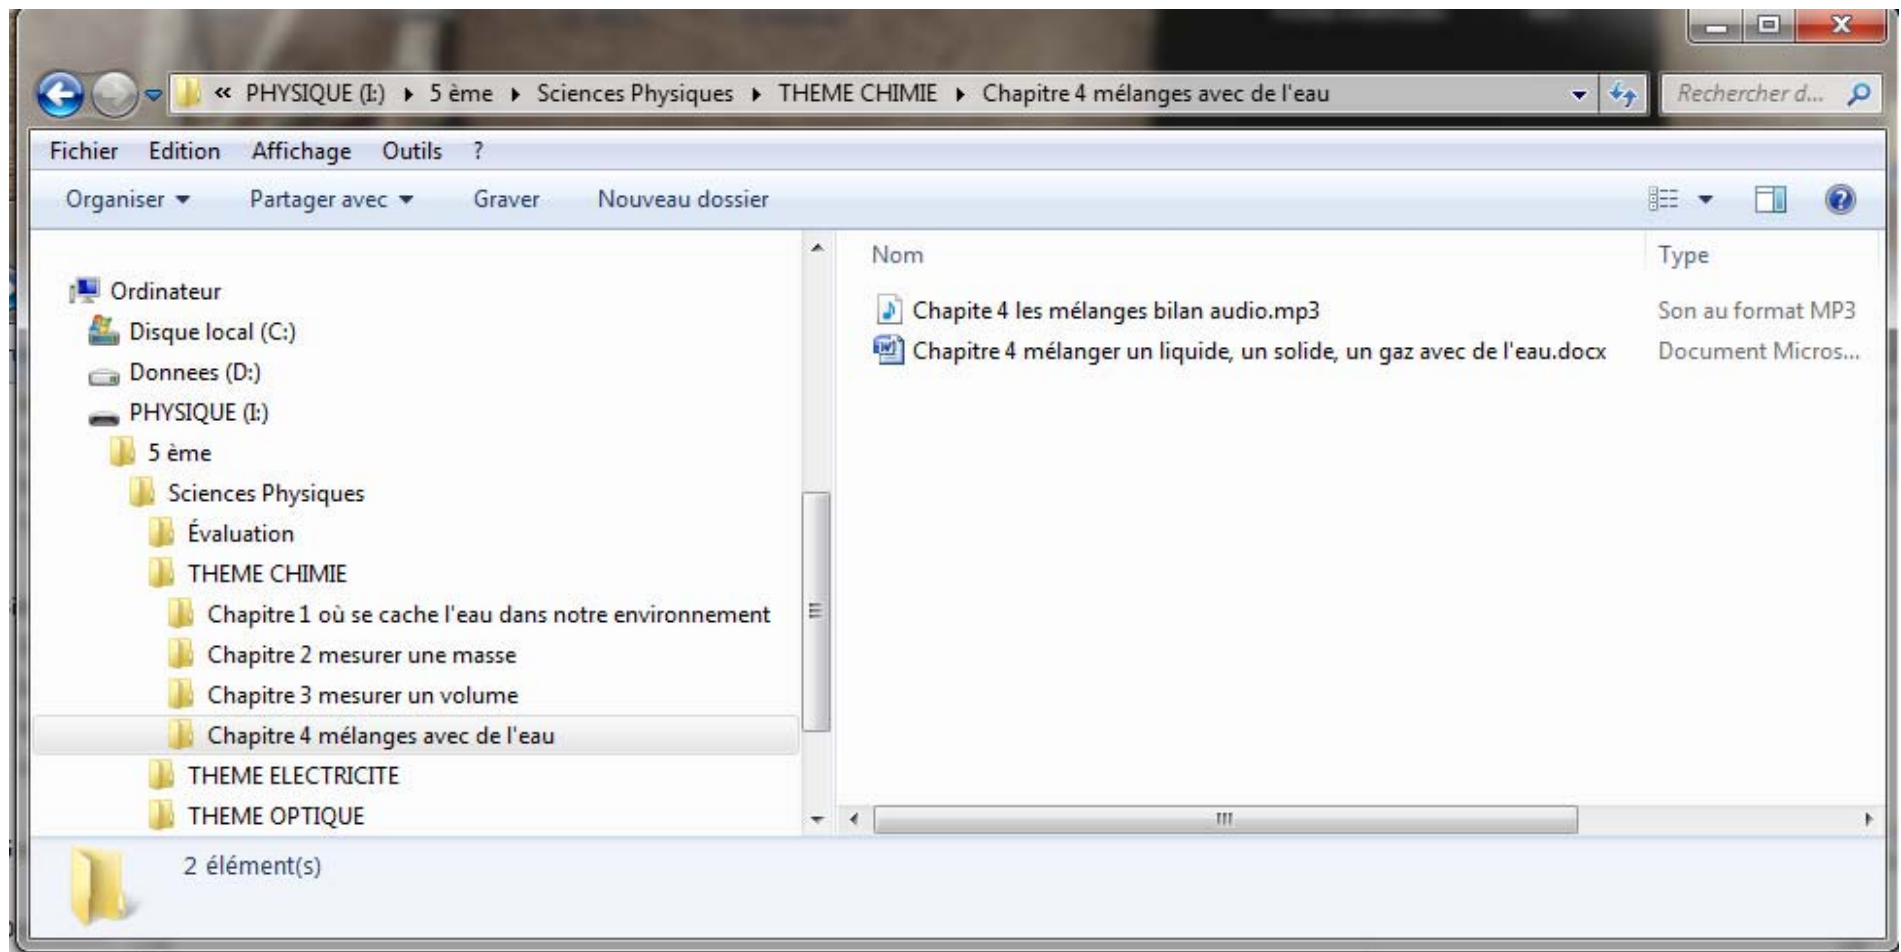 « PHYSIQUE (I:) ▸ 5 ème ▸ Sciences Physiques ▸ THEME CHIMIE ▸ Chapitre 4 mélanges avec de l'eau
Rechercher d...
Fichier Edition Affichage Outils ?
Organiser Partager avec Graver Nouveau dossier
Ordinateur
Disque local (C:)
Donnees (D:)
PHYSIQUE (I:)
5 ème
Sciences Physiques
Évaluation
THEME CHIMIE
Chapitre 1 où se cache l'eau dans notre environnement
Chapitre 2 mesurer une masse
Chapitre 3 mesurer un volume
Chapitre 4 mélanges avec de l'eau
THEME ELECTRICITE
THEME OPTIQUE
Nom Type
Chapite 4 les mélanges bilan audio.mp3 Son au format MP3
Chapitre 4 mélanger un liquide, un solide, un gaz avec de l'eau.docx Document Micros...
2 élément(s)